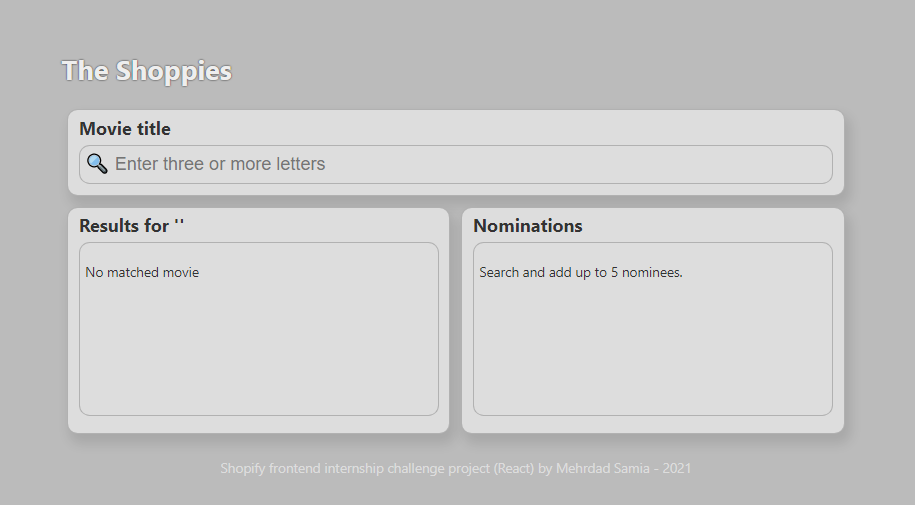 The Shoppies
Movie title
Enter three or more letters
Results for ''
Nominations
No matched movie
Search and add up to 5 nominees.
Shopify frontend internship challenge project (React) by Mehrdad Samia - 2021